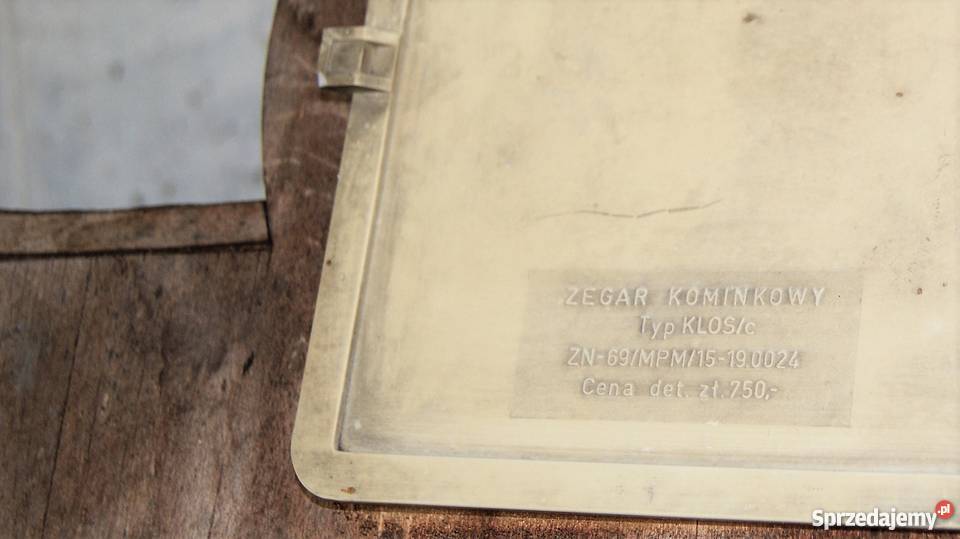 ZEGAR KOMINKOWY
Typ KLOS/c
ZN-69/MPM/15-19.0024
Cena det. zł. 750,-
Sprzedajemy.pl